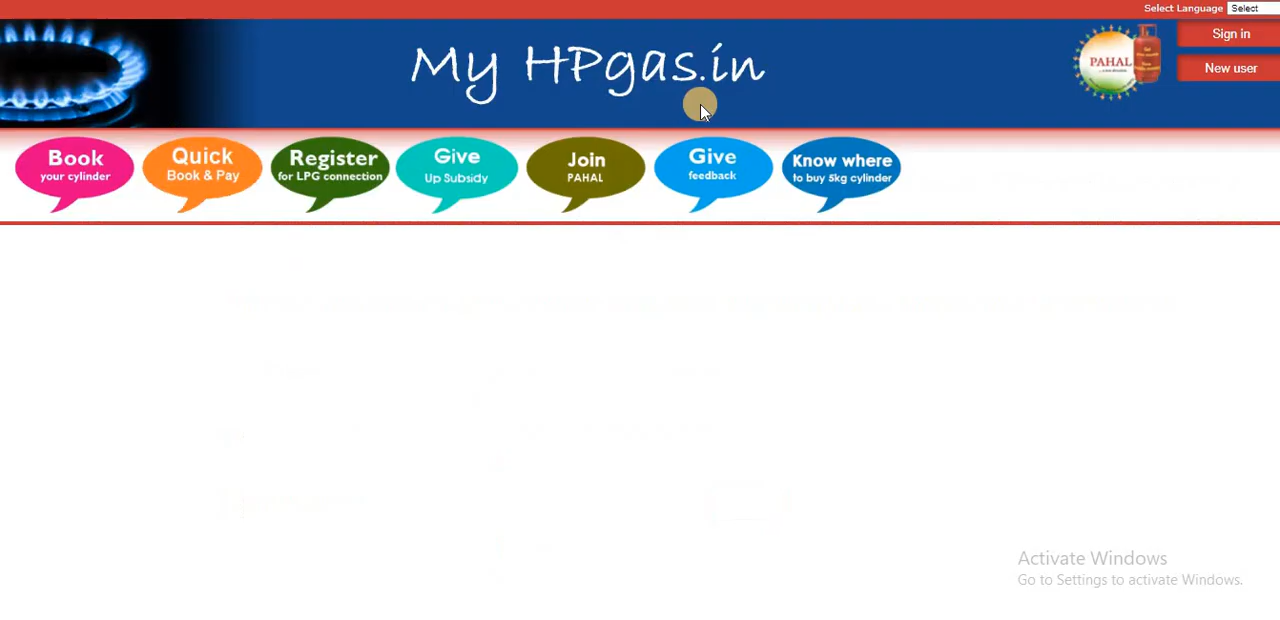 Select Language Select
My HPgas.in
PAHAL
Sign in
New user
Book
your cylinder
Quick
Book & Pay
Register
for LPG connection
Give
Up Subsidy
Join
PAHAL
Give
feedback
Know where
to buy 5kg cylinder
Activate Windows
Go to Settings to activate Windows.